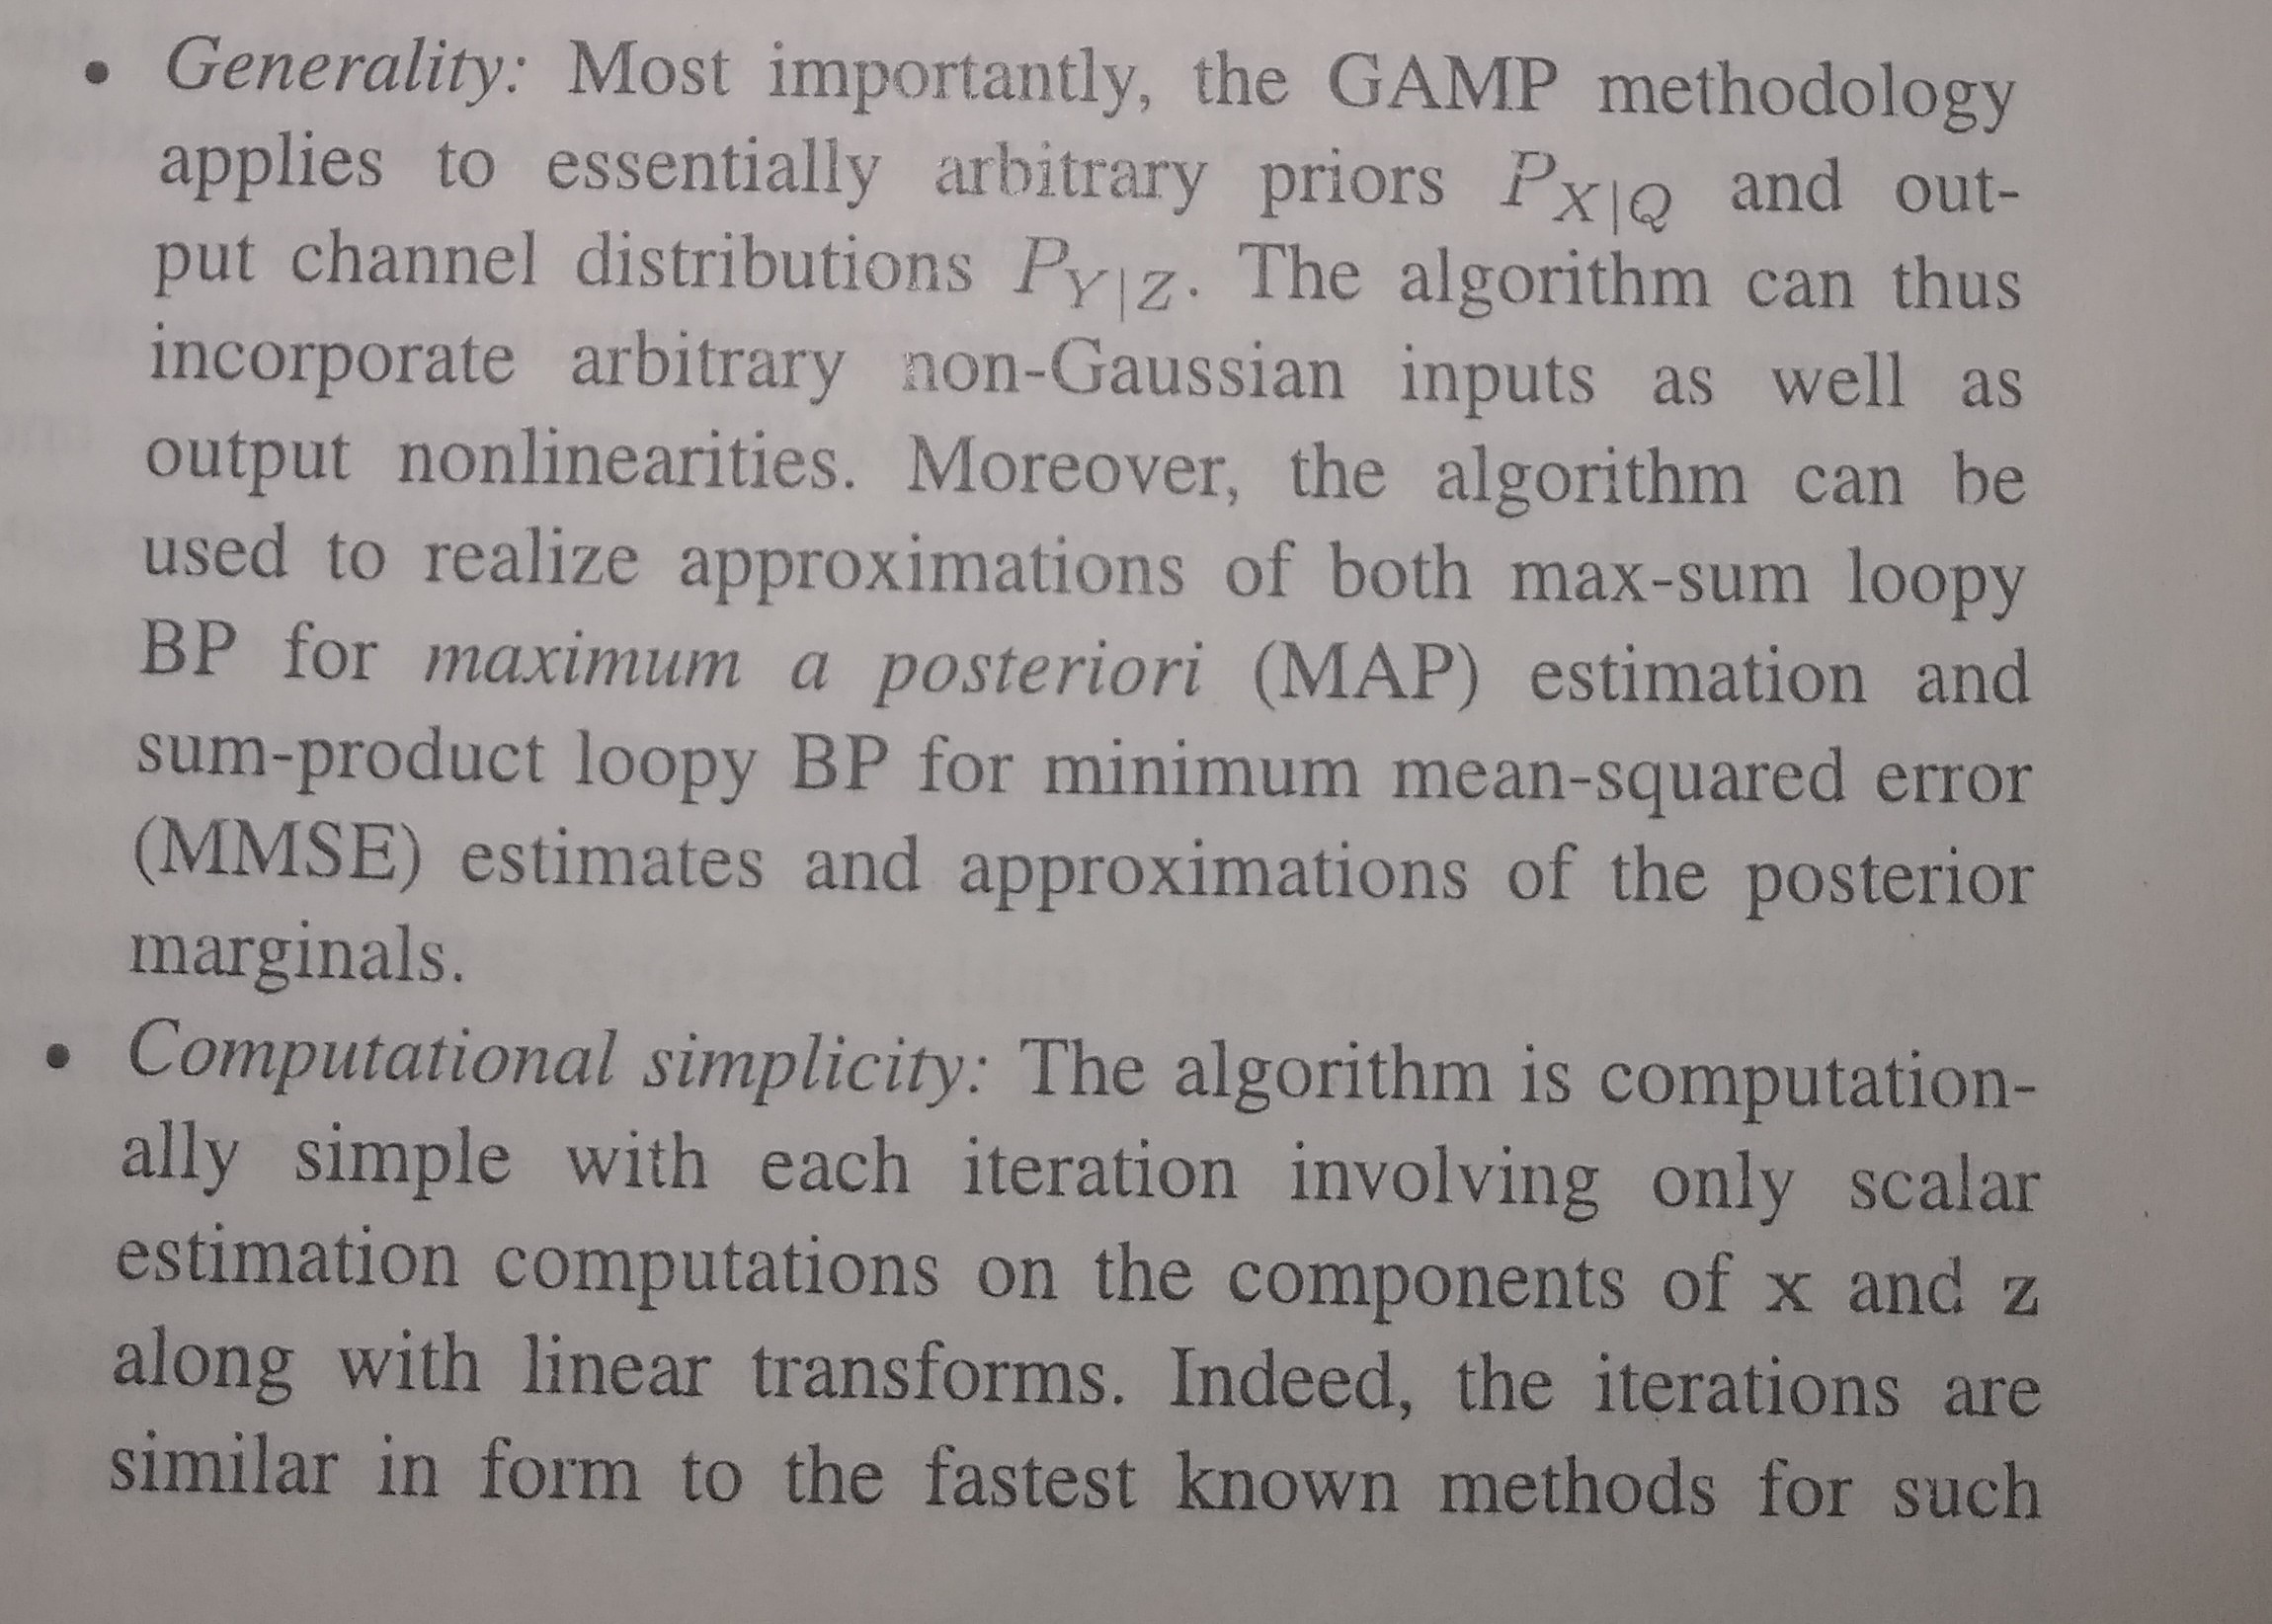 • Generality: Most importantly, the GAMP methodology
applies to essentially arbitrary priors P_{X|Q} and out-
put channel distributions P_{Y|Z}. The algorithm can thus
incorporate arbitrary non-Gaussian inputs as well as
output nonlinearities. Moreover, the algorithm can be
used to realize approximations of both max-sum loopy
BP for maximum a posteriori (MAP) estimation and
sum-product loopy BP for minimum mean-squared error
(MMSE) estimates and approximations of the posterior
marginals.
• Computational simplicity: The algorithm is computation-
ally simple with each iteration involving only scalar
estimation computations on the components of x and z
along with linear transforms. Indeed, the iterations are
similar in form to the fastest known methods for such